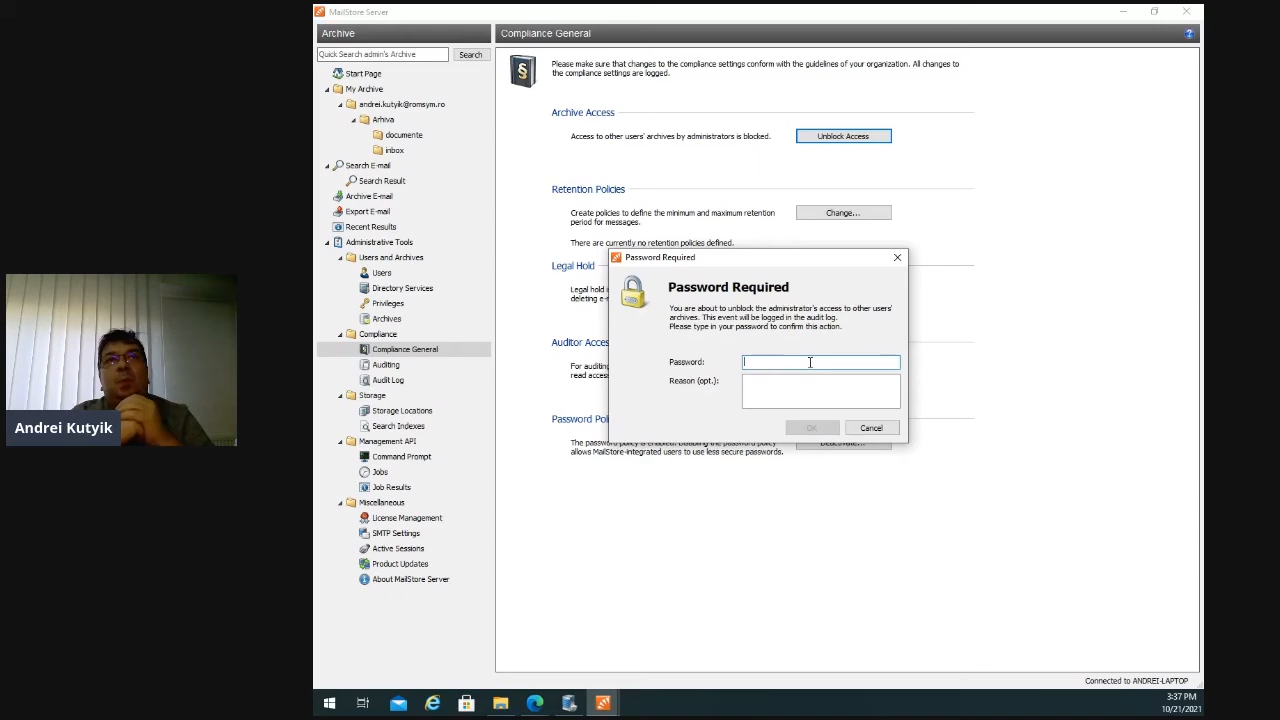 MailStore Server
Archive
Compliance General
Quick Search admin's Archive
Search
Start Page
My Archive
andrei.kutyik@romsym.ro
Arhiva
documente
inbox
Search E-mail
Search Result
Archive E-mail
Export E-mail
Recent Results
Administrative Tools
Users and Archives
Users
Directory Services
Privileges
Archives
Compliance
Compliance General
Auditing
Audit Log
Storage
Storage Locations
Search Indexes
Management API
Command Prompt
Jobs
Job Results
Miscellaneous
License Management
SMTP Settings
Active Sessions
Product Updates
About MailStore Server
Please make sure that changes to the compliance settings conform with the guidelines of your organization. All changes to
the compliance settings are logged.
Archive Access
Access to other users' archives by administrators is blocked.
Unblock Access
Retention Policies
Create policies to define the minimum and maximum retention
period for messages.
Change...
There are currently no retention policies defined.
Legal Hold
Legal hold
deleting e-
Auditor Acces
For auditing
read access
Password Poli
The password policy is enabled. Disabling the password policy
allows MailStore-integrated users to use less secure passwords.
Deactivate...
Password Required
Password Required
You are about to unblock the administrator's access to other users'
archives. This event will be logged in the audit log.
Please type in your password to confirm this action.
Password:
Reason (opt.):
OK
Cancel
Andrei Kutyik
Connected to ANDREI-LAPTOP
3:37 PM
10/21/2021